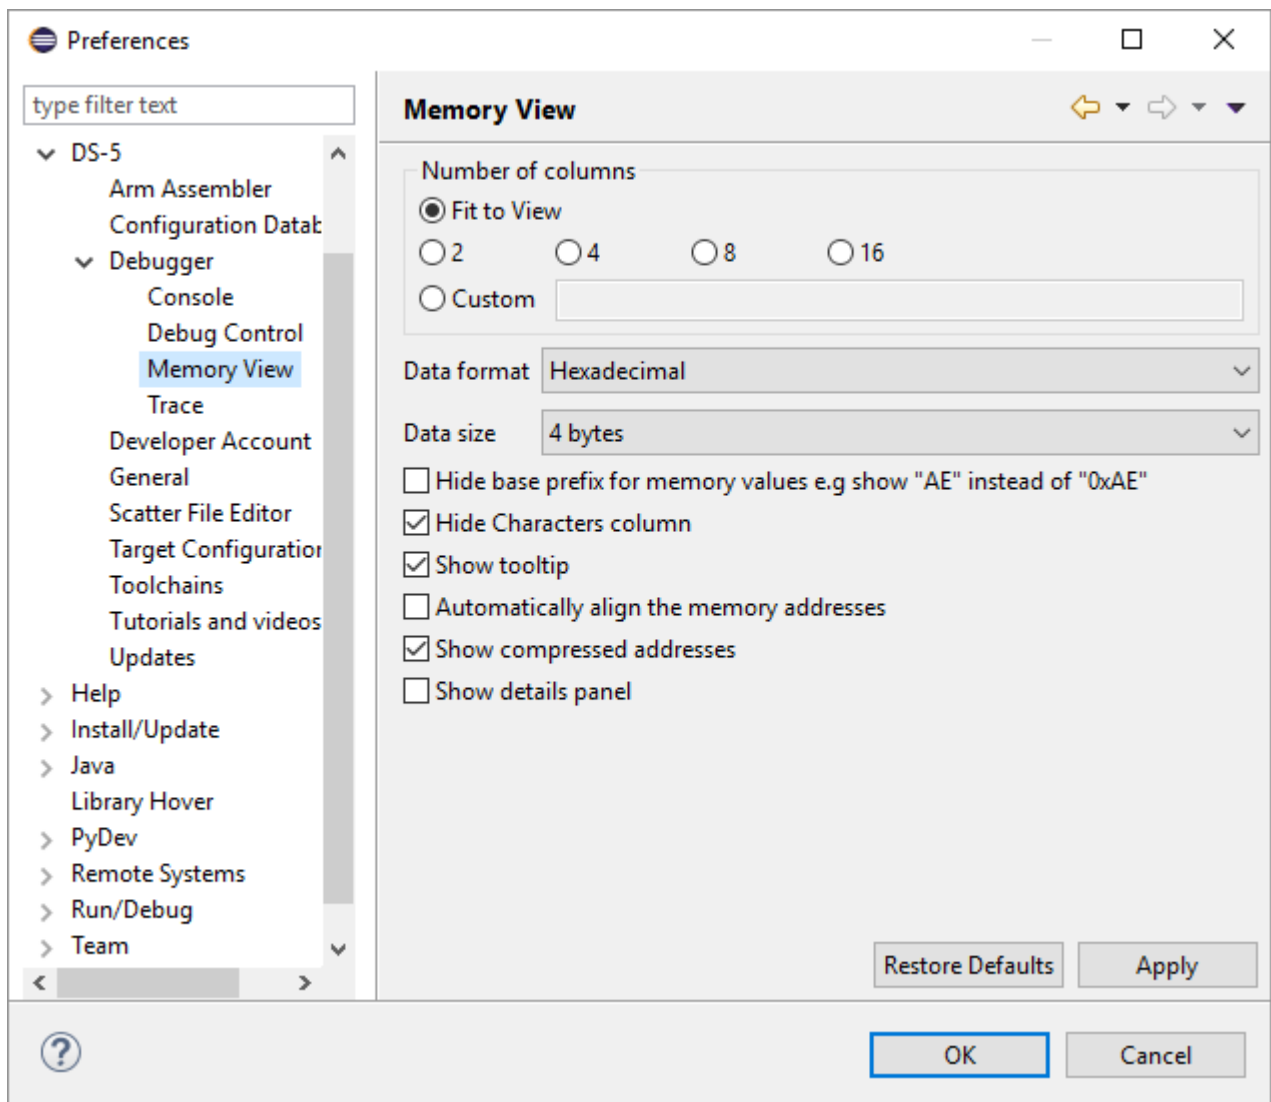 Preferences
type filter text
DS-5
Arm Assembler
Configuration Datab
Debugger
Console
Debug Control
Memory View
Trace
Developer Account
General
Scatter File Editor
Target Configuration
Toolchains
Tutorials and videos
Updates
Help
Install/Update
Java
Library Hover
PyDev
Remote Systems
Run/Debug
Team
Memory View
Number of columns
Fit to View
2 4 8 16
Custom
Data format Hexadecimal
Data size 4 bytes
Hide base prefix for memory values e.g show "AE" instead of "0xAE"
Hide Characters column
Show tooltip
Automatically align the memory addresses
Show compressed addresses
Show details panel
Restore Defaults Apply
? OK Cancel